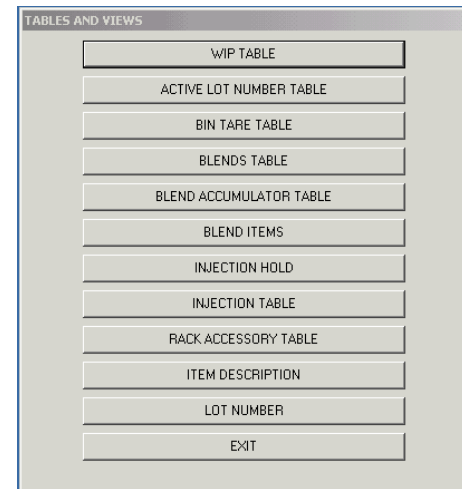 TABLES AND VIEWS
WIP TABLE
ACTIVE LOT NUMBER TABLE
BIN TARE TABLE
BLENDS TABLE
BLEND ACCUMULATOR TABLE
BLEND ITEMS
INJECTION HOLD
INJECTION TABLE
RACK ACCESSORY TABLE
ITEM DESCRIPTION
LOT NUMBER
EXIT